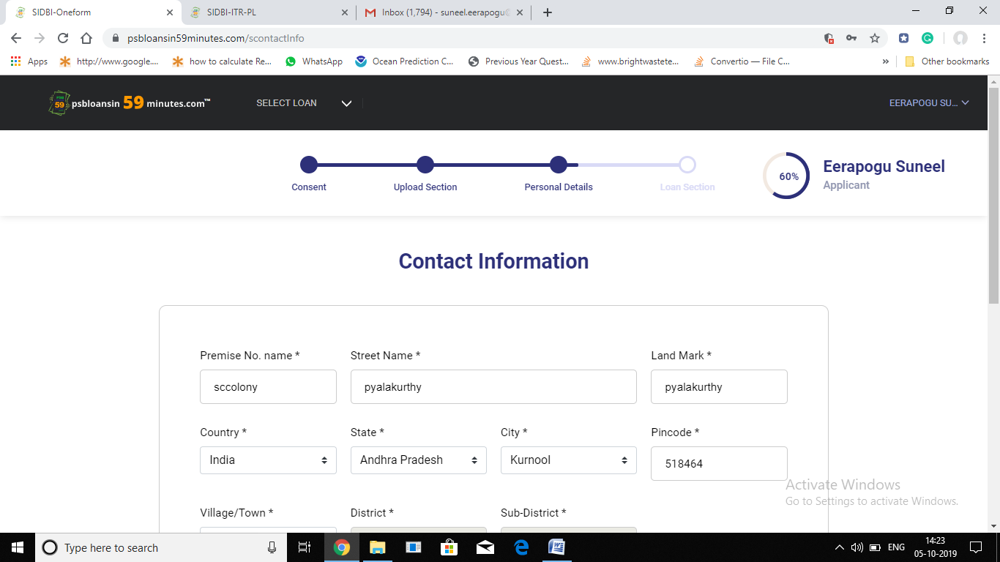 SIDBI-Oneform
SIDBI-ITR-PL
Inbox (1,794) - suneel.eerapogu@
psbloansin59minutes.com/scontactInfo
Apps
http://www.google....
how to calculate Re...
WhatsApp
Ocean Prediction C...
Previous Year Quest...
www.brightwastete...
Convertio — File C...
»
Other bookmarks
PSB 59 psbloansin 59 minutes.com™
SELECT LOAN
EERAPOGU SU...
Consent
Upload Section
Personal Details
Loan Section
60%
Eerapogu Suneel
Applicant
Contact Information
Premise No. name *
Street Name *
Land Mark *
sccolony
pyalakurthy
pyalakurthy
Country *
State *
City *
Pincode *
India
Andhra Pradesh
Kurnool
518464
Activate Windows
Go to Settings to activate Windows.
Village/Town *
District *
Sub-District *
Type here to search
ENG
14:23
05-10-2019